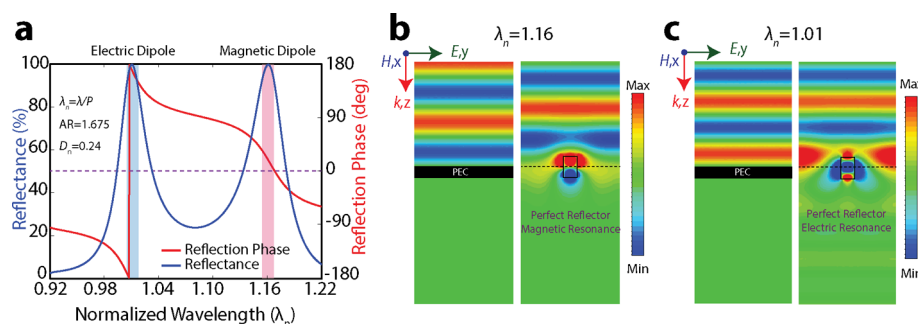 a
Electric Dipole
Magnetic Dipole
Reflectance (%)
100
80
60
40
20
0
λn=λ/P
AR=1.675
Dn=0.24
Reflection Phase
Reflectance
180
90
0
-90
-180
Reflection Phase (deg)
0.92
0.98
1.04
1.10
1.16
1.22
Normalized Wavelength (λn)
b
λn=1.16
H,x
E,y
k,z
PEC
Perfect Reflector
Magnetic Resonance
Max
Min
c
λn=1.01
H,x
E,y
k,z
PEC
Perfect Reflector
Electric Resonance
Max
Min